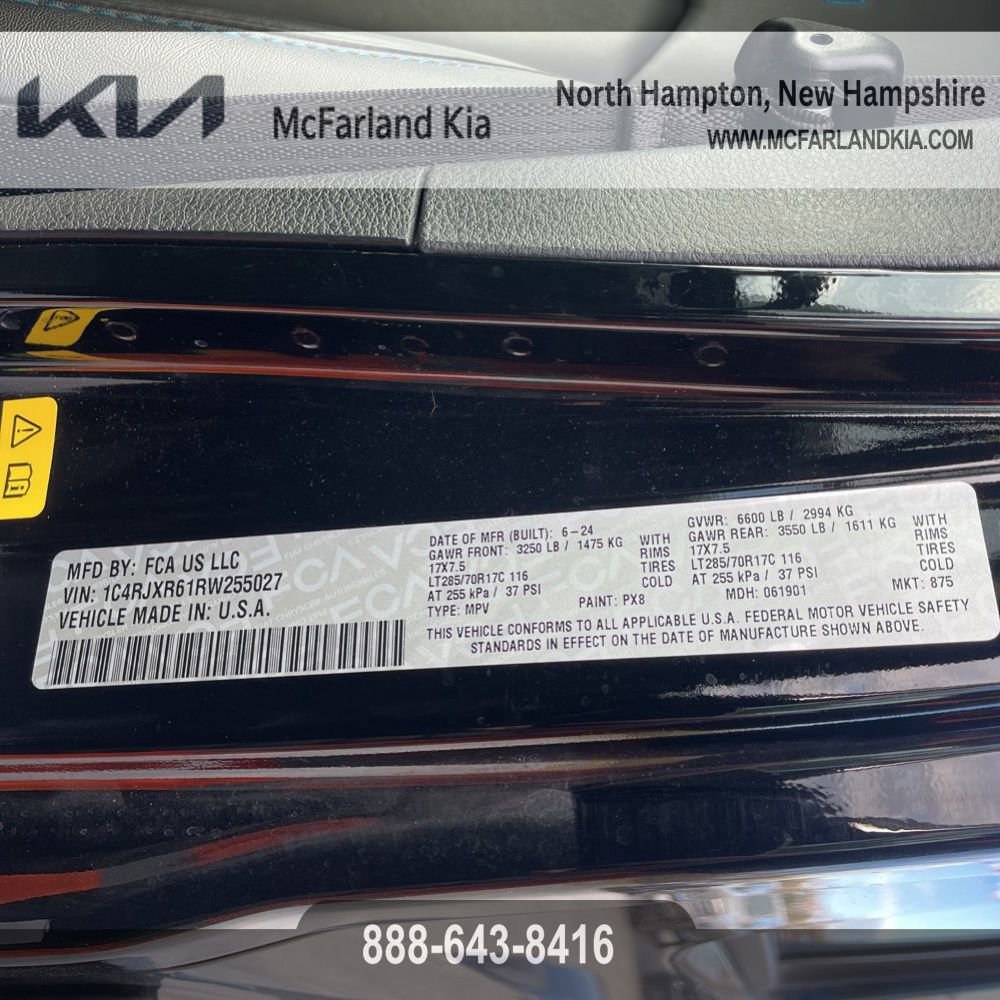 KIA
McFarland Kia
North Hampton, New Hampshire
WWW.MCFARLANDKIA.COM
MFD BY: FCA US LLC
VIN: 1C4RJXR61RW255027
VEHICLE MADE IN: U.S.A.
DATE OF MFR (BUILT): 6-24
GAWR FRONT: 3250 LB / 1475 KG WITH
17X7.5 RIMS
LT285/70R17C 116 TIRES
AT 255 kPa / 37 PSI COLD
TYPE: MPV PAINT: PX8
GVWR: 6600 LB / 2994 KG
GAWR REAR: 3550 LB / 1611 KG WITH
17X7.5 RIMS
LT285/70R17C 116 TIRES
AT 255 kPa / 37 PSI COLD
MDH: 061901 MKT: 875
THIS VEHICLE CONFORMS TO ALL APPLICABLE U.S.A. FEDERAL MOTOR VEHICLE SAFETY
STANDARDS IN EFFECT ON THE DATE OF MANUFACTURE SHOWN ABOVE.
888-643-8416